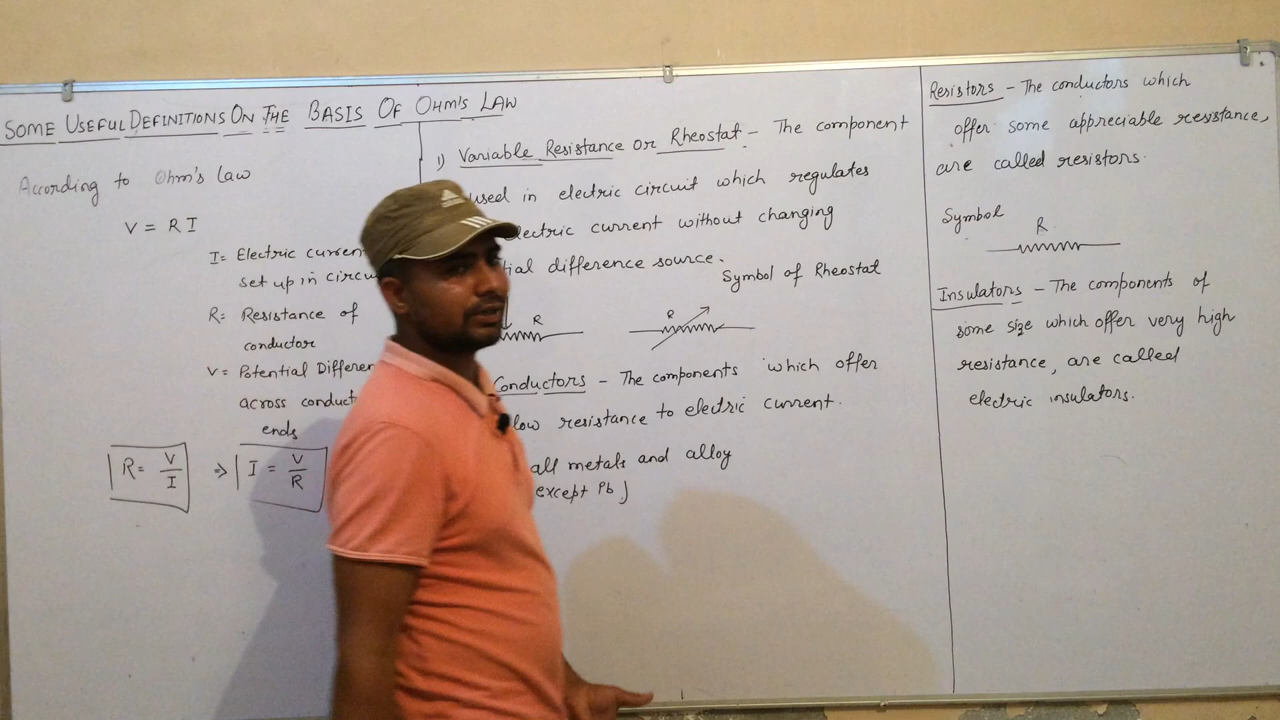 SOME USEFUL DEFINITIONS ON THE BASIS OF OHM'S LAW
According to Ohm's Law
V = R I
I = Electric curren
set up in circu
R = Resistance of
conductor
V = Potential Differen
across conduct
ends
R = V/I ⇒ I = V/R
1) Variable Resistance or Rheostat - The component
used in electric circuit which regulates
lectric current without changing
tial difference source.
Symbol of Rheostat
R
R
Conductors - The components which offer
low resistance to electric current.
all metals and alloy
except Pb )
Resistors - The conductors which
offer some appreciable resistance,
are called resistors.
Symbol
R
Insulators - The components of
some size which offer very high
resistance, are called
electric insulators.